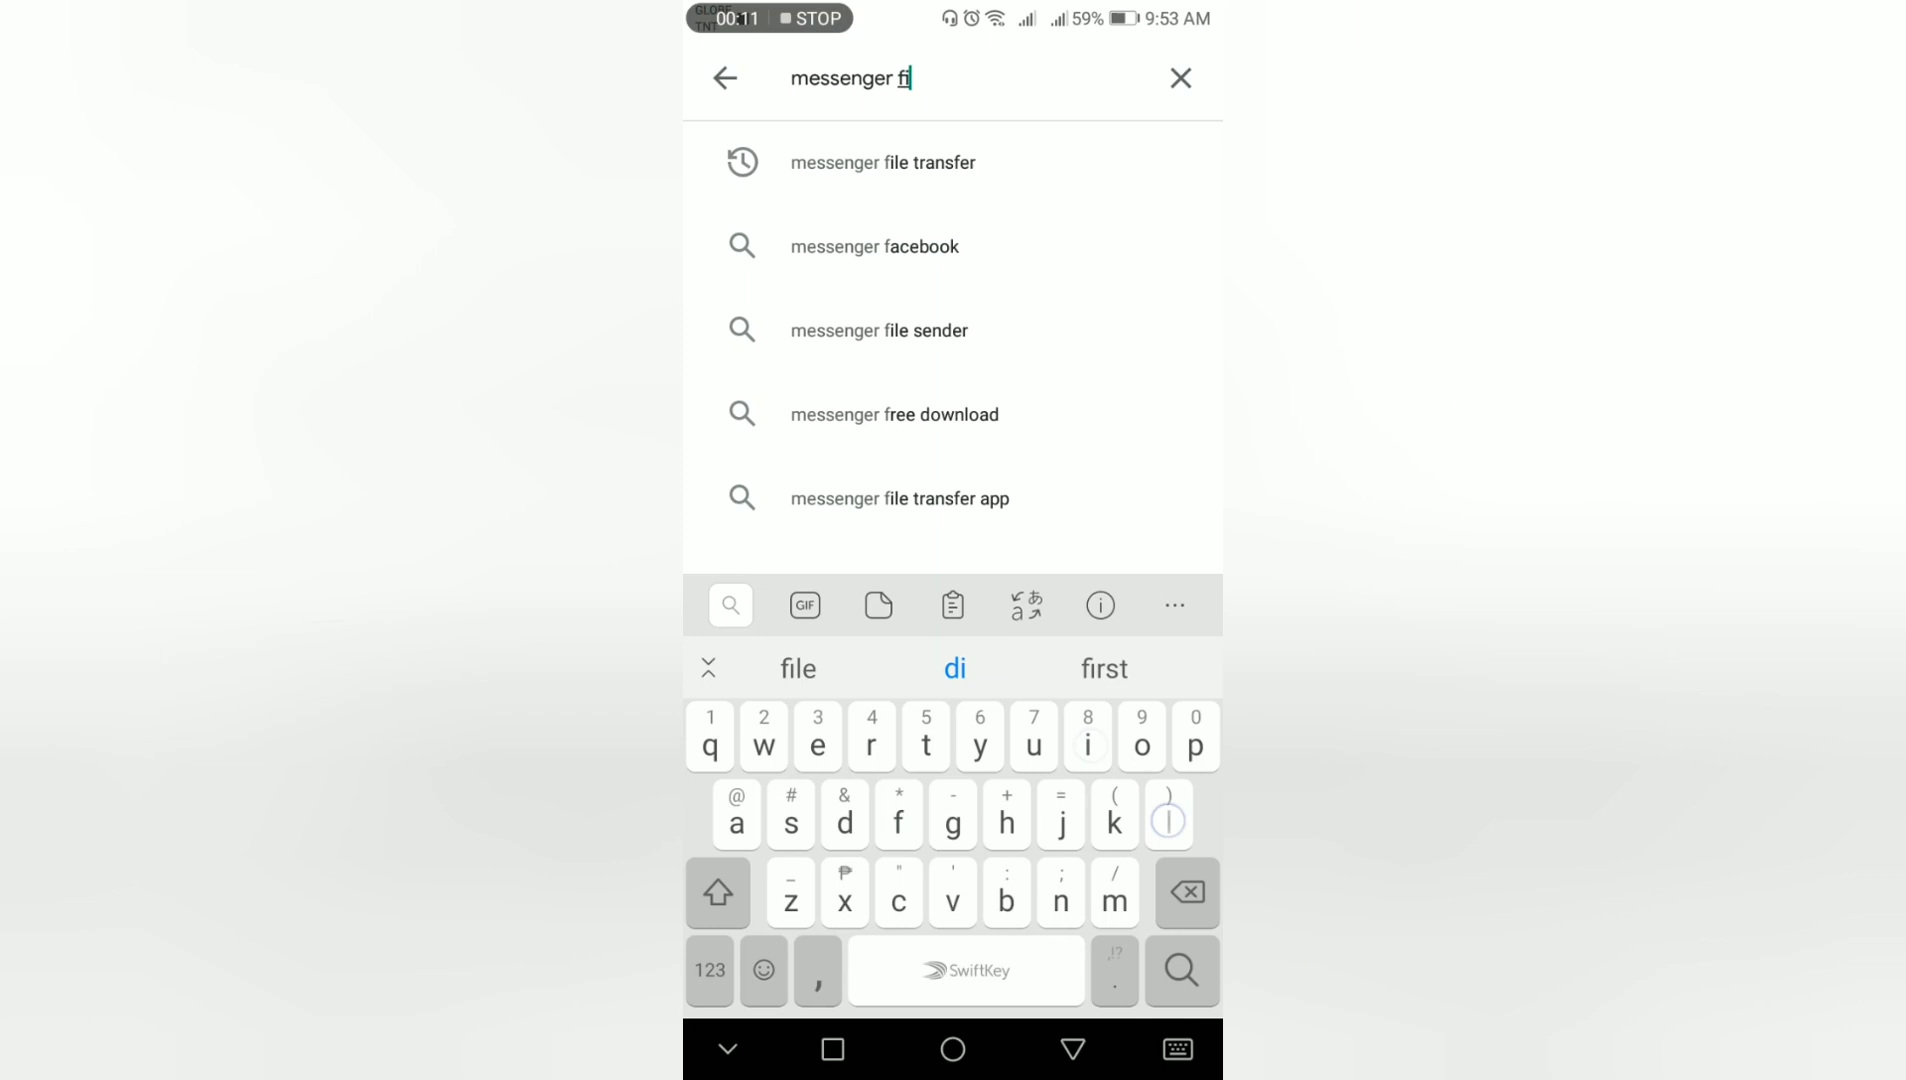 GLOBE
TNT
00:11 STOP 59% 9:53 AM
messenger fi
messenger file transfer
messenger facebook
messenger file sender
messenger free download
messenger file transfer app
GIF
file di first
1 2 3 4 5 6 7 8 9 0
q w e r t y u i o p
@ # & * - + = ( )
a s d f g h j k l
_ ₱ " ' : ; /
z x c v b n m
123 , SwiftKey ,!? .